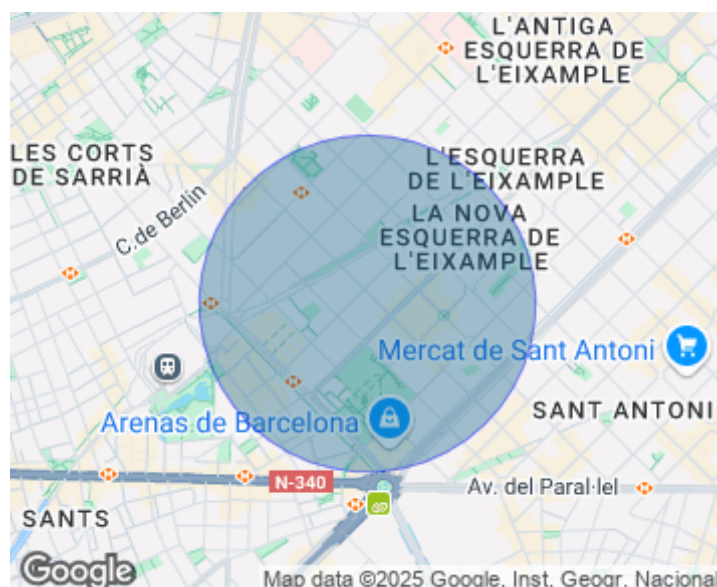 L'ANTIGA
ESQUERRA DE
L'EIXAMPLE
LES CORTS
DE SARRIÀ
L'ESQUERRA
DE L'EIXAMPLE
C. de Berlín
LA NOVA
ESQUERRA DE
L'EIXAMPLE
Mercat de Sant Antoni
Arenas de Barcelona
SANT ANTONI
N-340
Av. del Paral·lel
SANTS
Google
Map data ©2025 Google, Inst. Geogr. Nacional